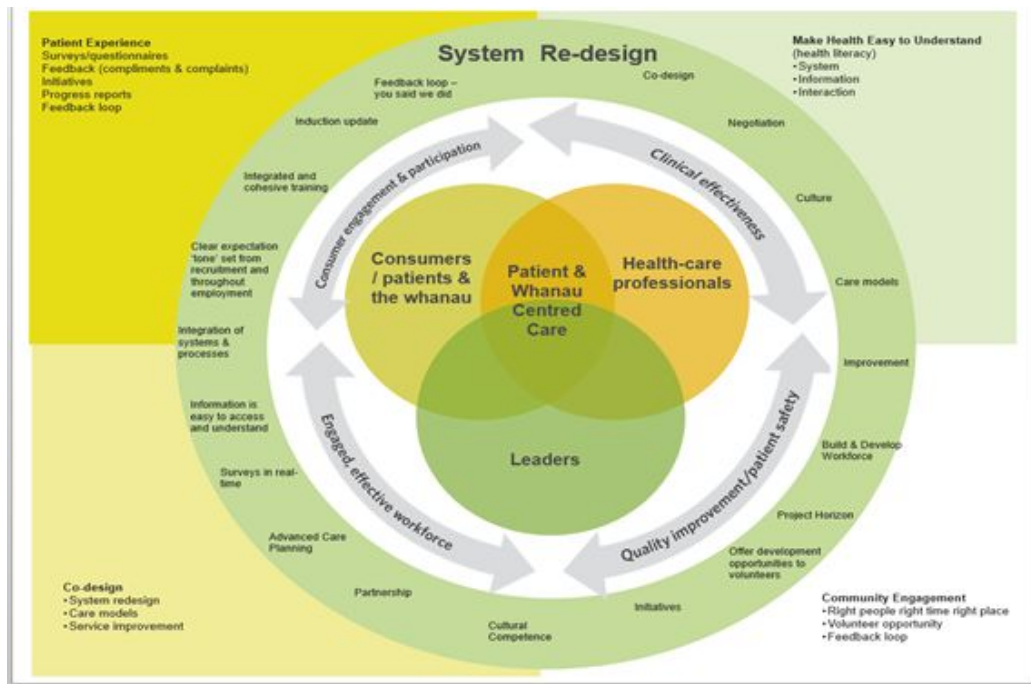 Patient Experience
Surveys/questionnaires
Feedback (compliments & complaints)
Initiatives
Progress reports
Feedback loop
Make Health Easy to Understand
(health literacy)
• System
• Information
• Interaction
System Re-design
Feedback loop –
you said we did
Induction update
Integrated and
cohesive training
Clear expectation
'tone' set from
recruitment and
throughout
employment
Integration of
systems &
processes
Information is
easy to access
and understand
Surveys in real-
time
Advanced Care
Planning
Partnership
Cultural
Competence
Co-design
Negotiation
Culture
Care models
Improvement
Build & Develop
Workforce
Project Horizon
Offer development
opportunities to
volunteers
Initiatives
Consumer engagement & participation
Clinical effectiveness
Engaged, effective workforce
Quality improvement/patient safety
Consumers
/ patients &
the whanau
Patient &
Whanau
Centred
Care
Health-care
professionals
Leaders
Co-design
• System redesign
• Care models
• Service improvement
Community Engagement
• Right people right time right place
• Volunteer opportunity
• Feedback loop